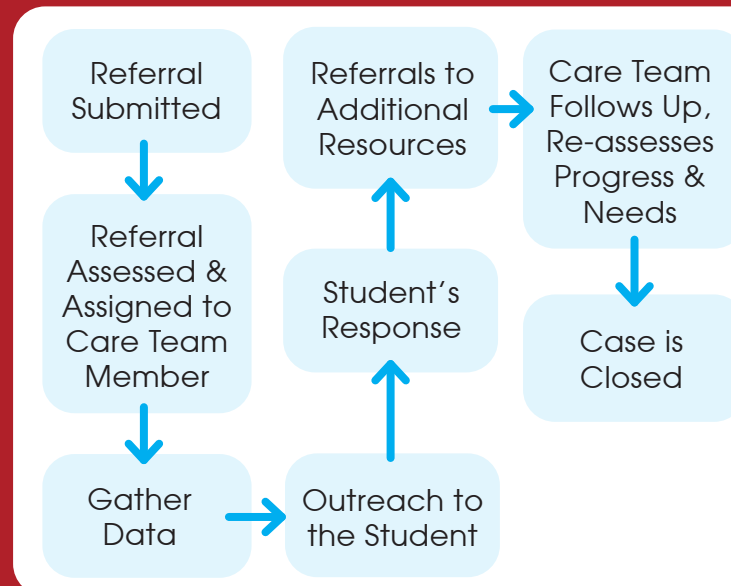 Referral
Submitted
Referral
Assessed &
Assigned to
Care Team
Member
Gather
Data
Outreach to
the Student
Student's
Response
Referrals to
Additional
Resources
Care Team
Follows Up,
Re-assesses
Progress &
Needs
Case is
Closed